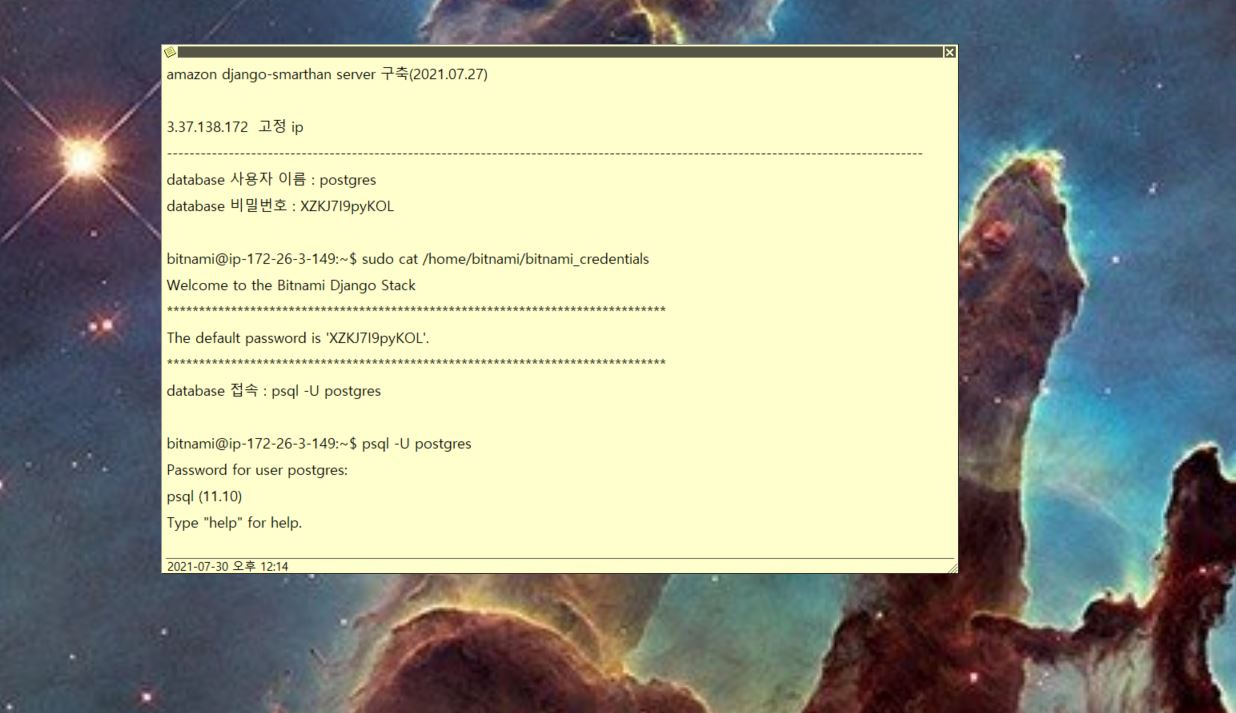 amazon django-smarthan server 구축(2021.07.27)
3.37.138.172 고정 ip
--------------------------------------------------------------------------------------------------------------------------------------
database 사용자 이름 : postgres
database 비밀번호 : XZKJ7I9pyKOL
bitnami@ip-172-26-3-149:~$ sudo cat /home/bitnami/bitnami_credentials
Welcome to the Bitnami Django Stack
******************************************************************************
The default password is 'XZKJ7I9pyKOL'.
******************************************************************************
database 접속 : psql -U postgres
bitnami@ip-172-26-3-149:~$ psql -U postgres
Password for user postgres:
psql (11.10)
Type "help" for help.
2021-07-30 오후 12:14